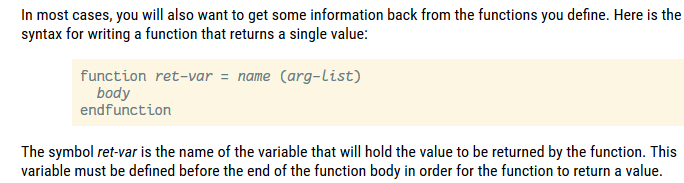 In most cases, you will also want to get some information back from the functions you define. Here is the
syntax for writing a function that returns a single value:
function ret-var = name (arg-list)
  body
endfunction
The symbol ret-var is the name of the variable that will hold the value to be returned by the function. This
variable must be defined before the end of the function body in order for the function to return a value.